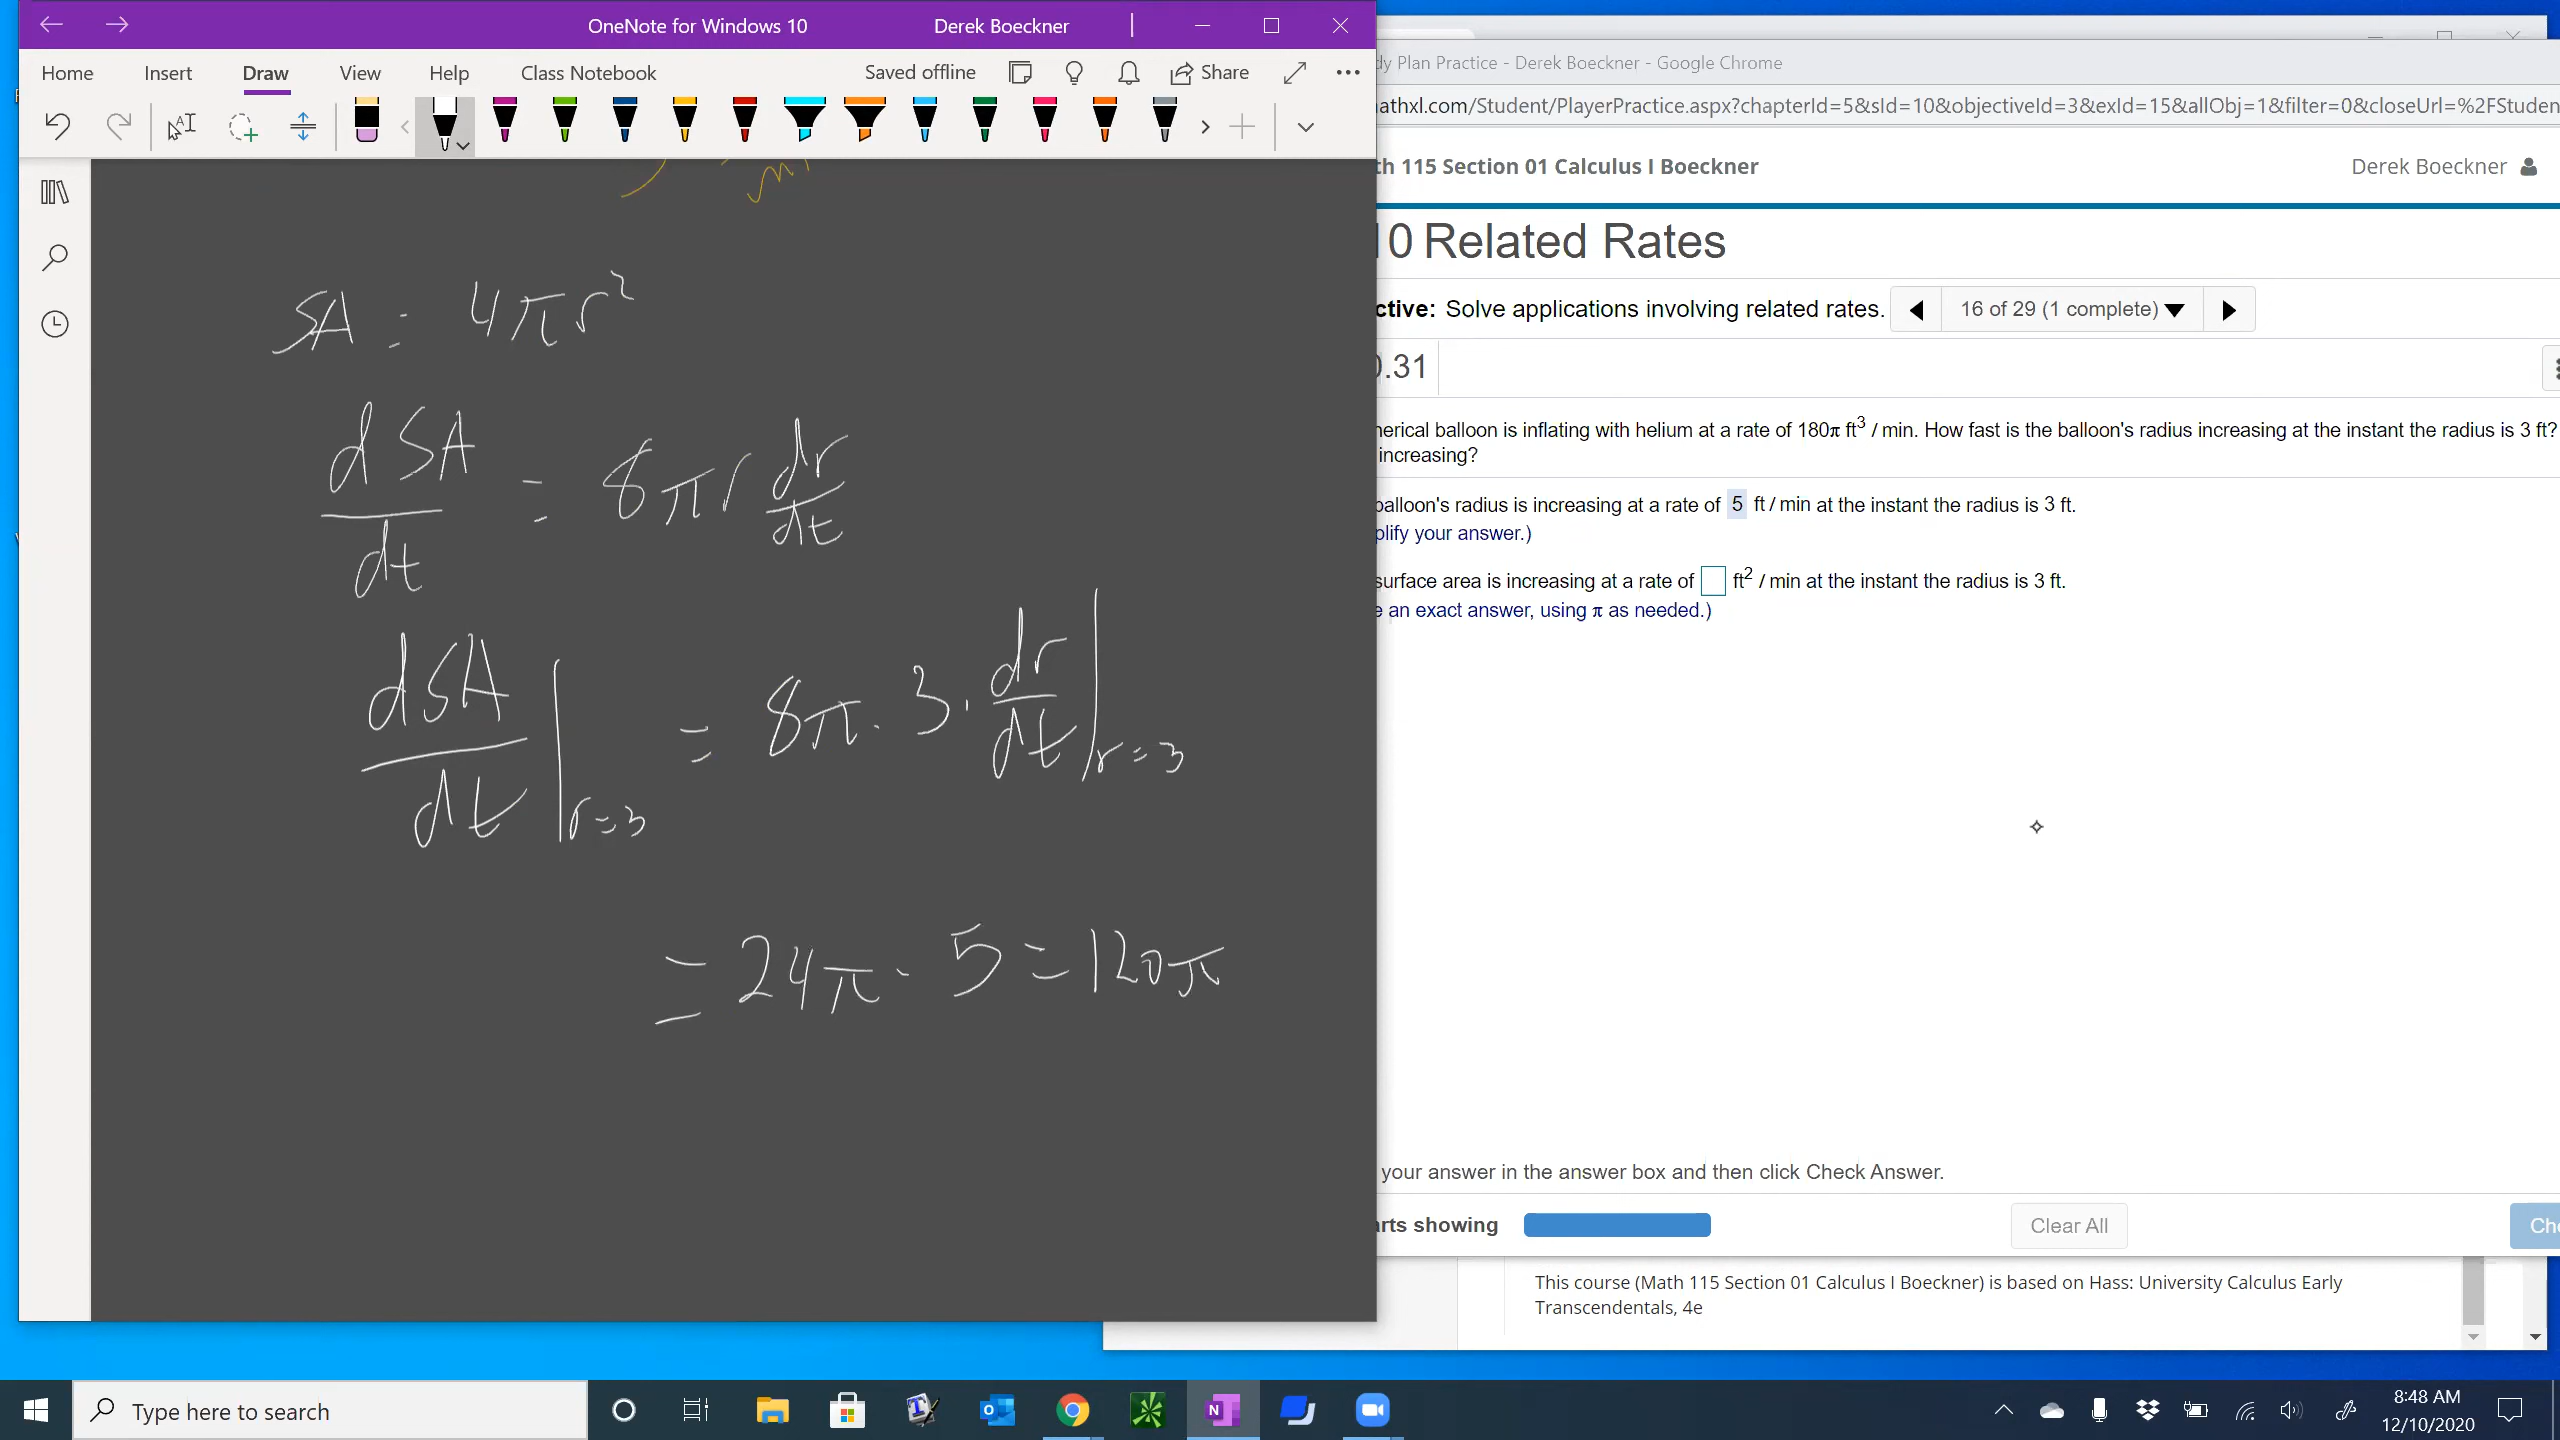 OneNote for Windows 10
Derek Boeckner
Home Insert Draw View Help Class Notebook
Saved offline Share
SA = 4πr²
dSA/dt = 8πr dr/dt
dSA/dt |r=3 = 8π · 3 · dr/dt |r=3
= 24π · 5 = 120π
dy Plan Practice - Derek Boeckner - Google Chrome
athxl.com/Student/PlayerPractice.aspx?chapterId=5&sId=10&objectiveId=3&exId=15&allObj=1&filter=0&closeUrl=%2FStuden
th 115 Section 01 Calculus I Boeckner
Derek Boeckner
10 Related Rates
ctive: Solve applications involving related rates.
16 of 29 (1 complete)
.31
herical balloon is inflating with helium at a rate of 180π ft³ / min. How fast is the balloon's radius increasing at the instant the radius is 3 ft?
increasing?
balloon's radius is increasing at a rate of 5 ft / min at the instant the radius is 3 ft.
plify your answer.)
surface area is increasing at a rate of ft² / min at the instant the radius is 3 ft.
e an exact answer, using π as needed.)
your answer in the answer box and then click Check Answer.
arts showing
Clear All
Che
This course (Math 115 Section 01 Calculus I Boeckner) is based on Hass: University Calculus Early
Transcendentals, 4e
Type here to search
8:48 AM
12/10/2020